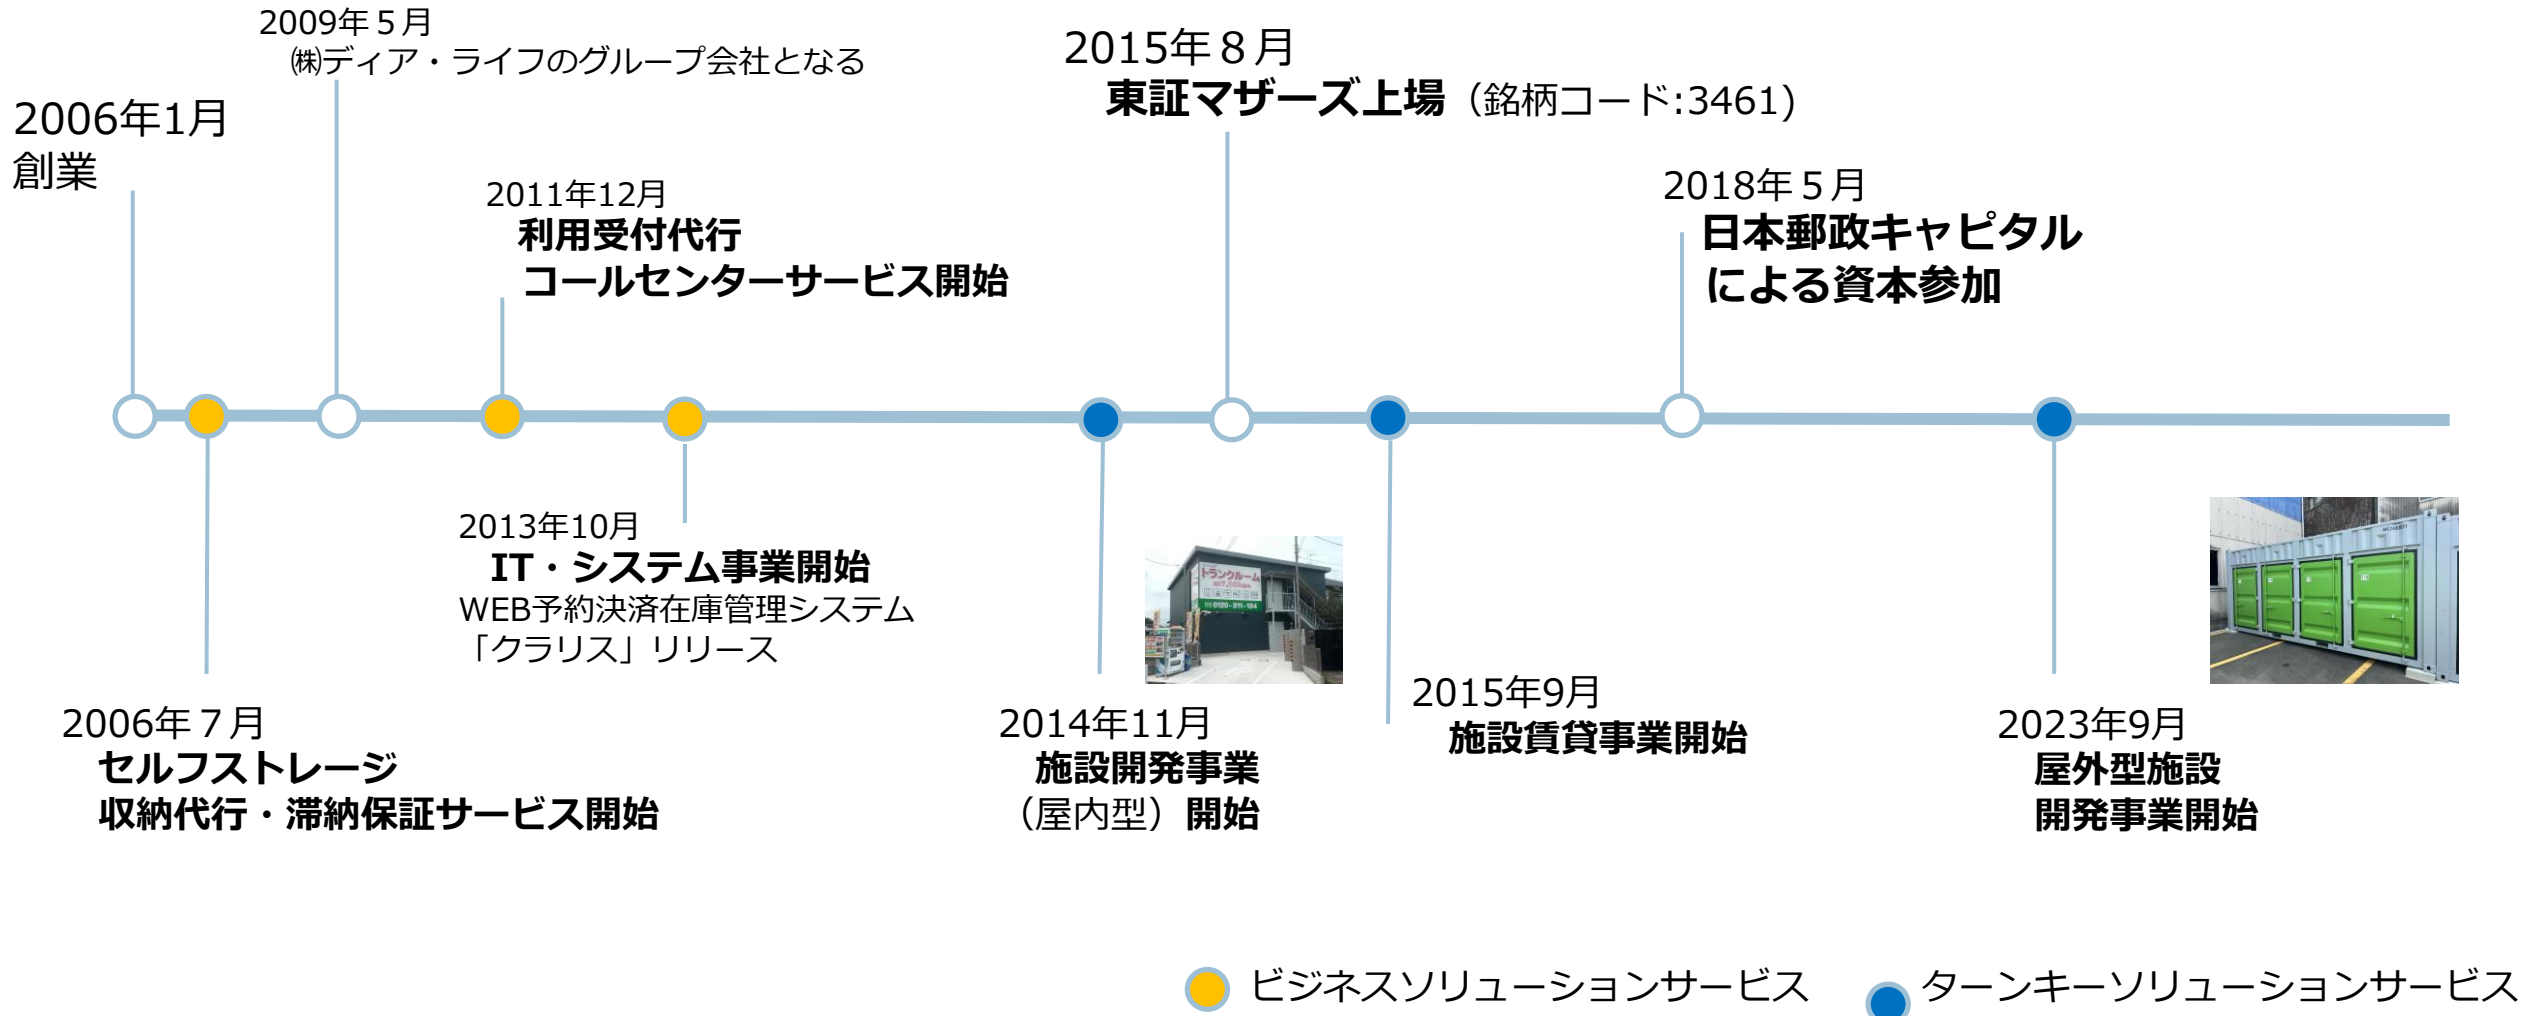 2009年５月
㈱ディア・ライフのグループ会社となる
2015年８月
東証マザーズ上場（銘柄コード:3461)
2006年1月
創業
2011年12月
利用受付代行
コールセンターサービス開始
2018年５月
日本郵政キャピタル
による資本参加
2013年10月
IT・システム事業開始
WEB予約決済在庫管理システム
「クラリス」リリース
トランクルーム
0120-811-134
2006年７月
セルフストレージ
収納代行・滞納保証サービス開始
2014年11月
施設開発事業
（屋内型）開始
2015年9月
施設賃貸事業開始
2023年9月
屋外型施設
開発事業開始
ビジネスソリューションサービス
ターンキーソリューションサービス